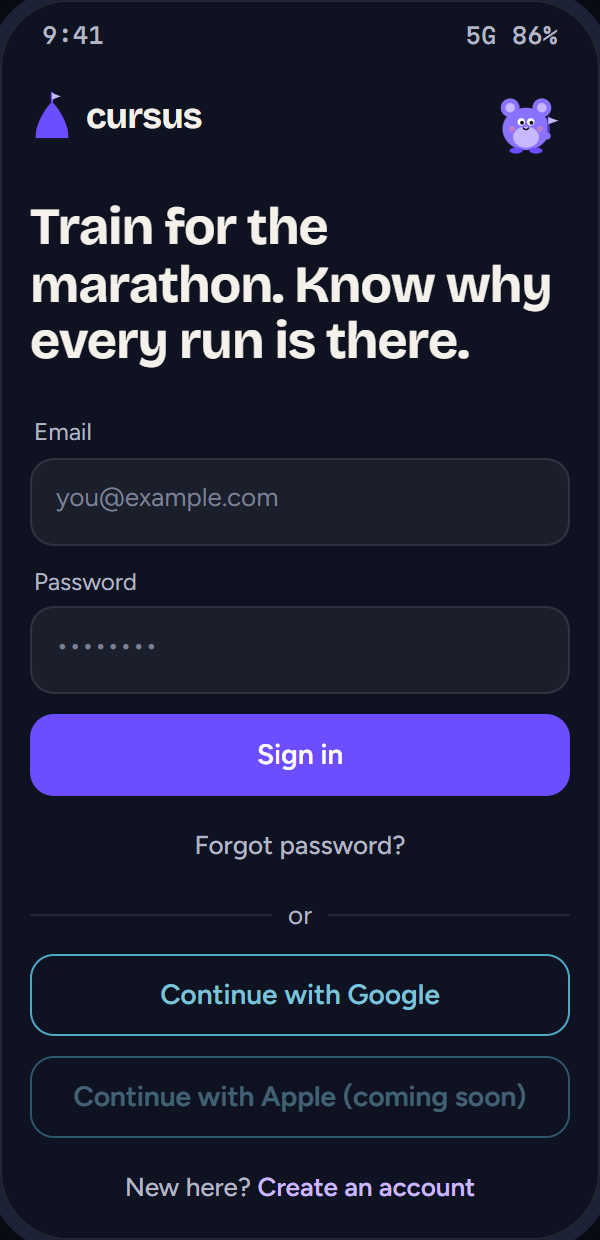 9:41
5G 86%
cursus
Train for the
marathon. Know why
every run is there.
Email
you@example.com
Password
••••••••
Sign in
Forgot password?
or
Continue with Google
Continue with Apple (coming soon)
New here? Create an account